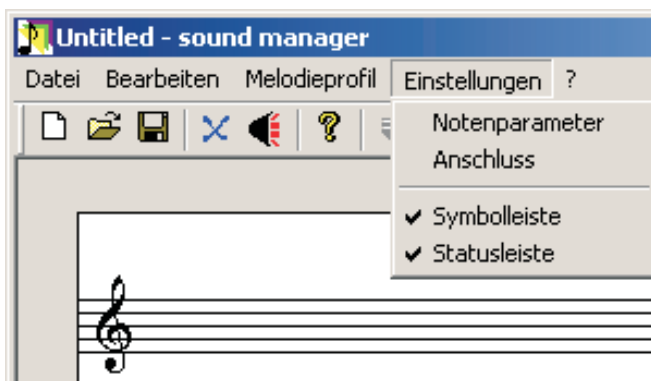 Untitled - sound manager
Datei Bearbeiten Melodieprofil Einstellungen ?
Notenparameter
Anschluss
Symbolleiste
Statusleiste